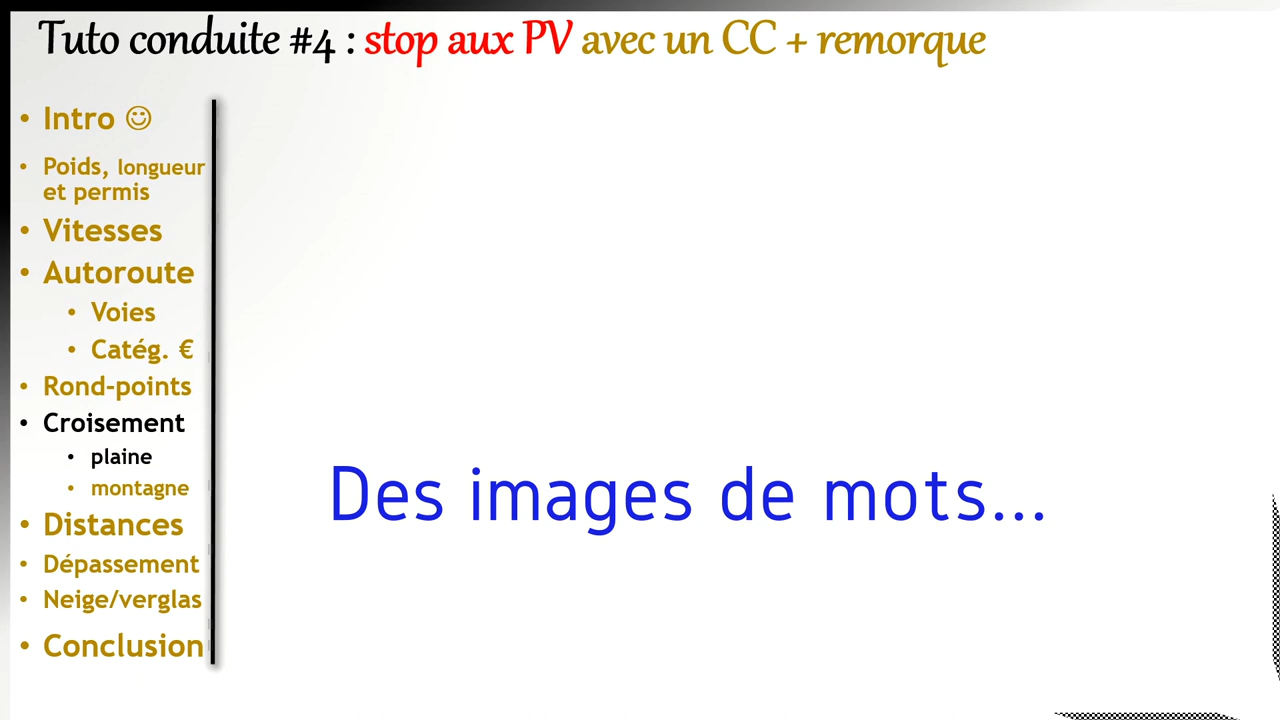 Tuto conduite #4 : stop aux PV avec un CC + remorque
• Intro ☺
• Poids, longueur
et permis
• Vitesses
• Autoroute
• Voies
• Catég. €
• Rond-points
• Croisement
• plaine
• montagne
• Distances
• Dépassement
• Neige/verglas
• Conclusion
Des images de mots...